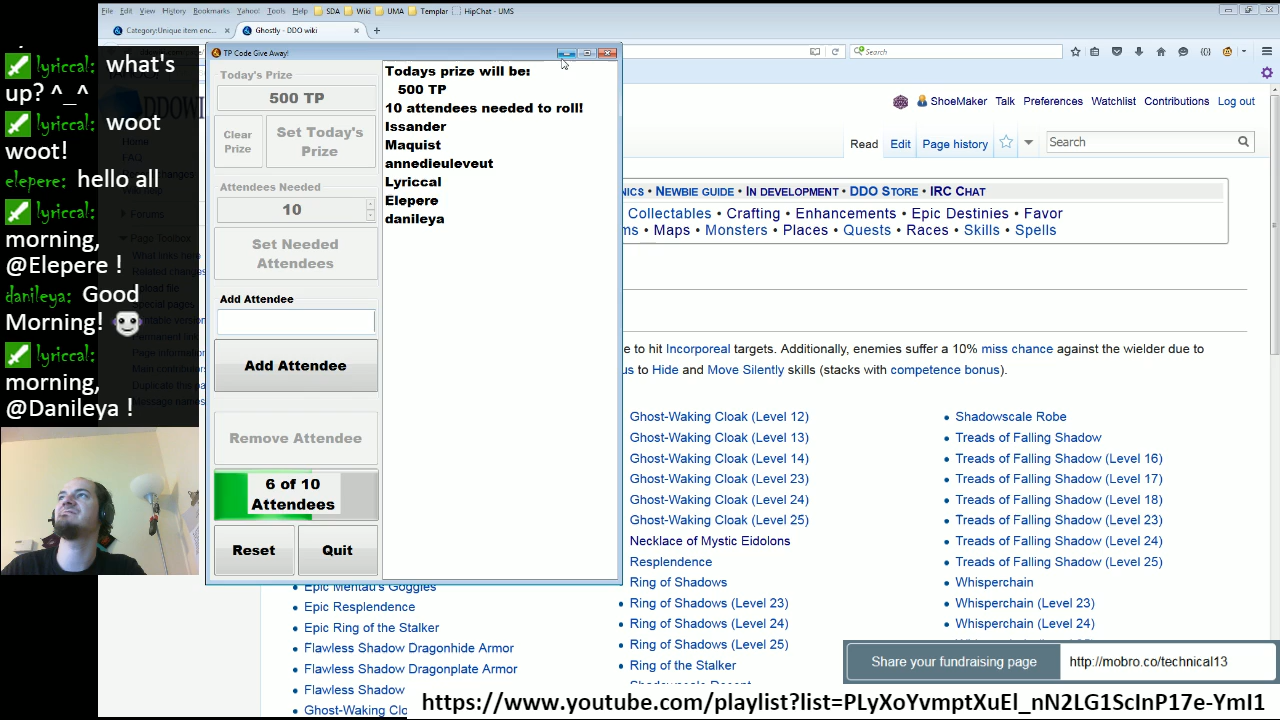 File Edit View History Bookmarks Yahoo! Tools Help SDA Wiki UMA Templar HipChat - UMS
Category:Unique item enc...
Ghostly - DDO wiki
Search
lyriccal: what's
up? ^_^
lyriccal: woot
woot!
elepere: hello all
lyriccal:
morning,
@Elepere !
danileya: Good
Morning!
lyriccal:
morning,
@Danileya !
TP Code Give Away!
Today's Prize
500 TP
Clear
Prize
Set Today's
Prize
Attendees Needed
10
Set Needed
Attendees
Add Attendee
Add Attendee
Remove Attendee
6 of 10
Attendees
Reset
Quit
Todays prize will be:
500 TP
10 attendees needed to roll!
Issander
Maquist
annedieuleveut
Lyriccal
Elepere
danileya
ShoeMaker Talk Preferences Watchlist Contributions Log out
Read Edit Page history
Search
NICS • NEWBIE GUIDE • IN DEVELOPMENT • DDO STORE • IRC CHAT
Collectables • Crafting • Enhancements • Epic Destinies • Favor
ms • Maps • Monsters • Places • Quests • Races • Skills • Spells
e to hit Incorporeal targets. Additionally, enemies suffer a 10% miss chance against the wielder due to
us to Hide and Move Silently skills (stacks with competence bonus).
Epic Mentau's Goggles
Epic Resplendence
Epic Ring of the Stalker
Flawless Shadow Dragonhide Armor
Flawless Shadow Dragonplate Armor
Flawless Shadow
Ghost-Waking Clo
Ghost-Waking Cloak (Level 12)
Ghost-Waking Cloak (Level 13)
Ghost-Waking Cloak (Level 14)
Ghost-Waking Cloak (Level 23)
Ghost-Waking Cloak (Level 24)
Ghost-Waking Cloak (Level 25)
Necklace of Mystic Eidolons
Resplendence
Ring of Shadows
Ring of Shadows (Level 23)
Ring of Shadows (Level 24)
Ring of Shadows (Level 25)
Ring of the Stalker
Shadowscale Robe
Treads of Falling Shadow
Treads of Falling Shadow (Level 16)
Treads of Falling Shadow (Level 17)
Treads of Falling Shadow (Level 18)
Treads of Falling Shadow (Level 23)
Treads of Falling Shadow (Level 24)
Treads of Falling Shadow (Level 25)
Whisperchain
Whisperchain (Level 23)
Whisperchain (Level 24)
Share your fundraising page
http://mobro.co/technical13
https://www.youtube.com/playlist?list=PLyXoYvmptXuEl_nN2LG1ScInP17e-YmI1